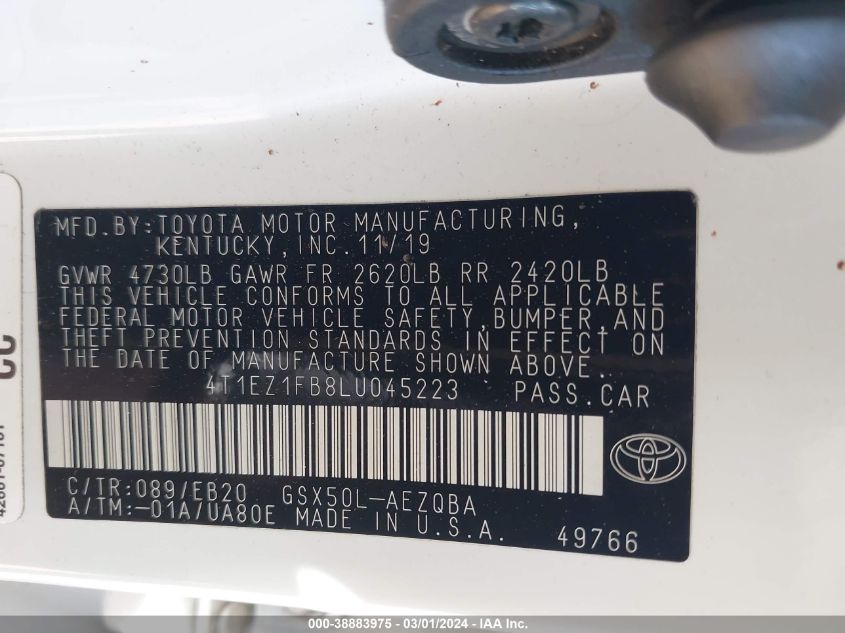 MFD.BY:TOYOTA MOTOR MANUFACTURING,
KENTUCKY,INC.11/19
GVWR 4730LB GAWR FR 2620LB RR 2420LB
THIS VEHICLE CONFORMS TO ALL APPLICABLE
FEDERAL MOTOR VEHICLE SAFETY,BUMPER,AND
THEFT PREVENTION STANDARDS IN EFFECT ON
THE DATE OF MANUFACTURE SHOWN ABOVE.
4T1EZ1FB8LU045223 PASS.CAR
C/TR:089/EB20 GSX50L-AEZQBA
A/TM:-01A/UA80E MADE IN U.S.A.
49766
000-38883975 - 03/01/2024 - IAA Inc.